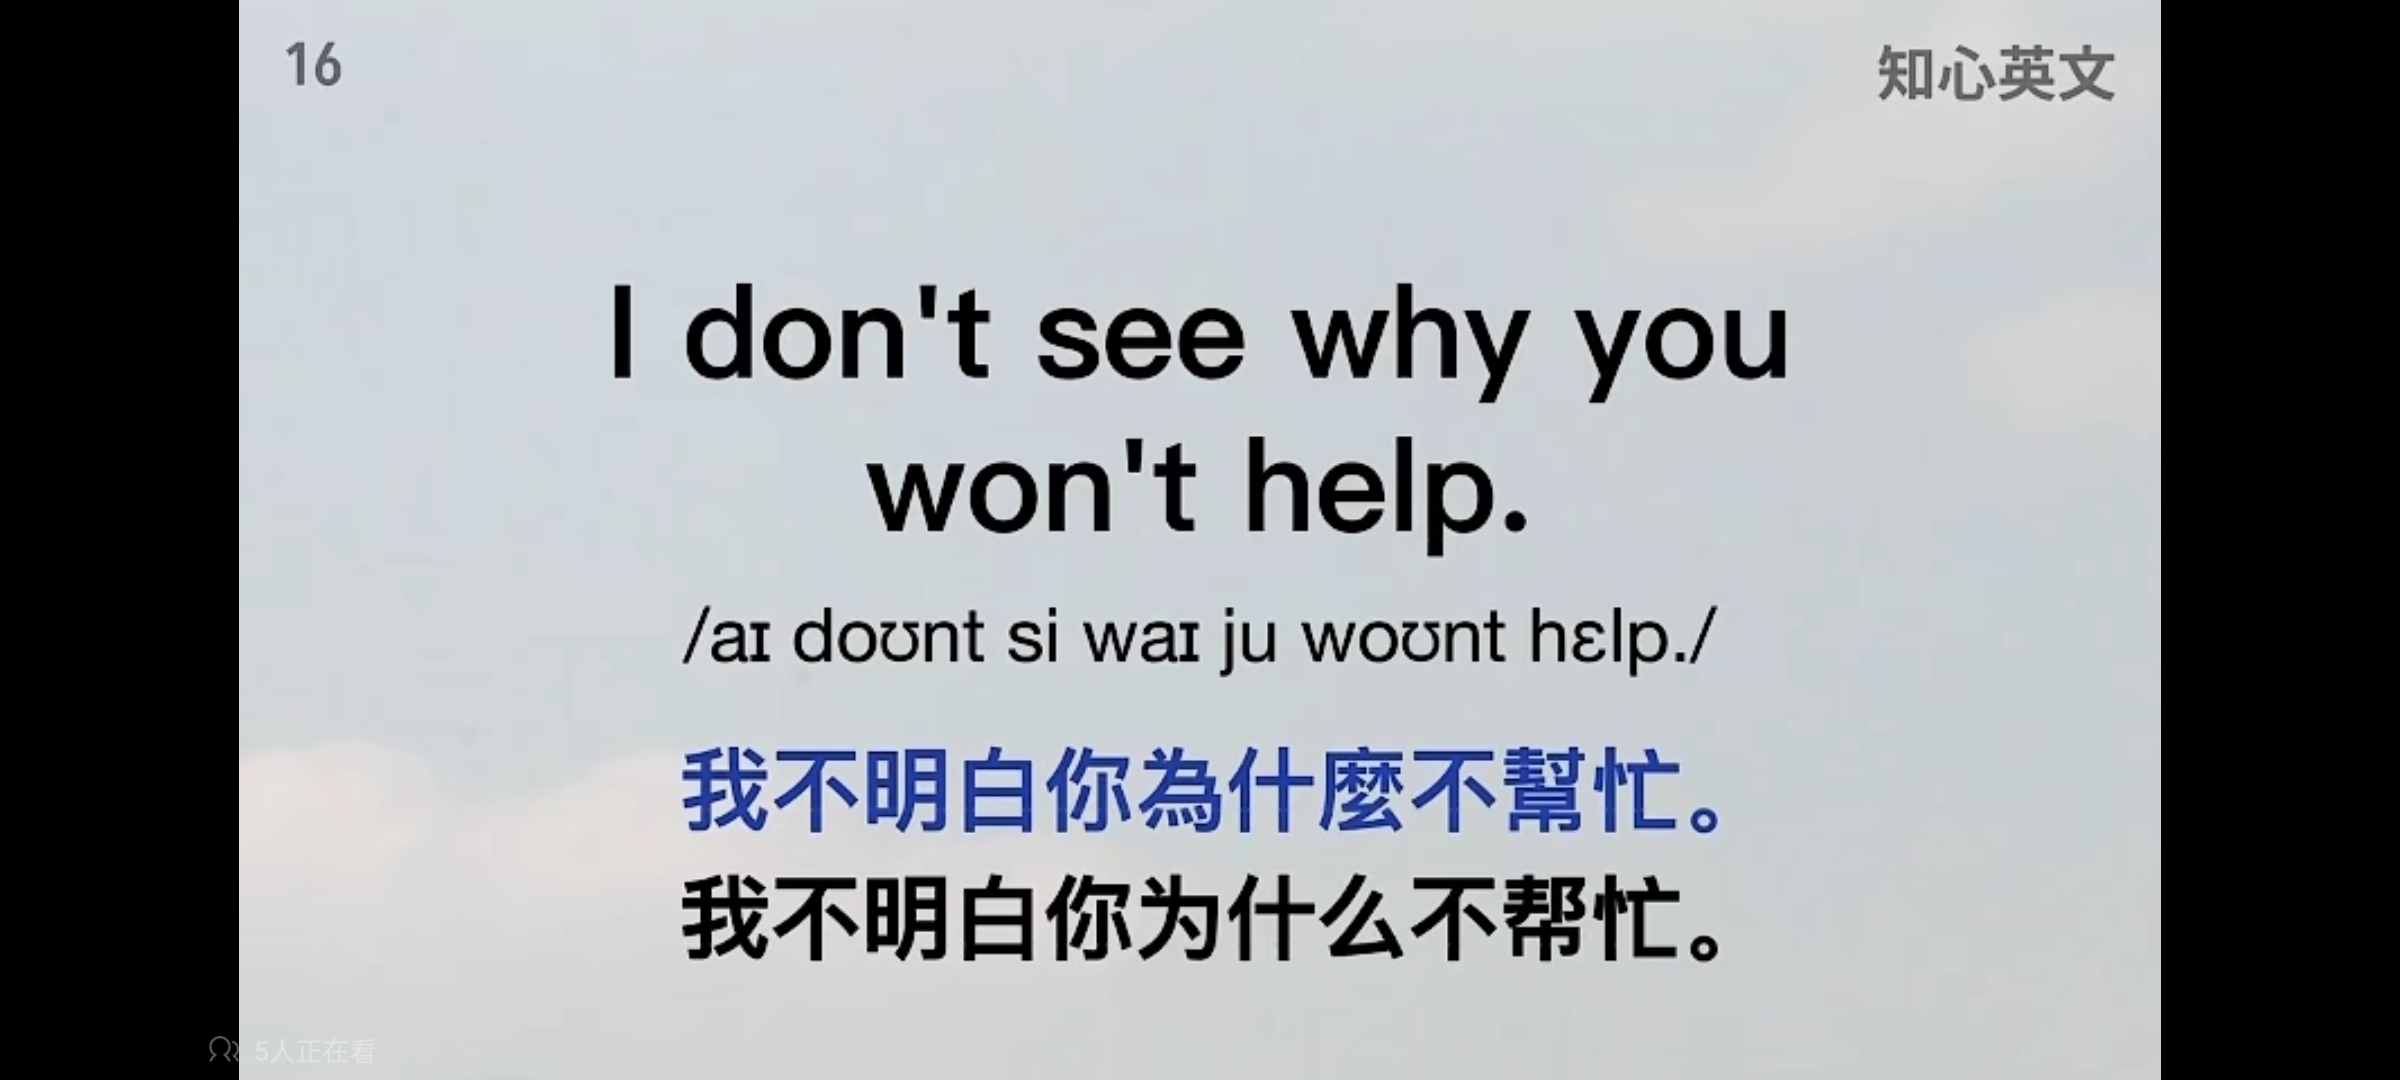 16
知心英文
I don't see why you
won't help.
/aɪ doʊnt si waɪ ju woʊnt hɛlp./
我不明白你為什麼不幫忙。
我不明白你为什么不帮忙。
5人正在看